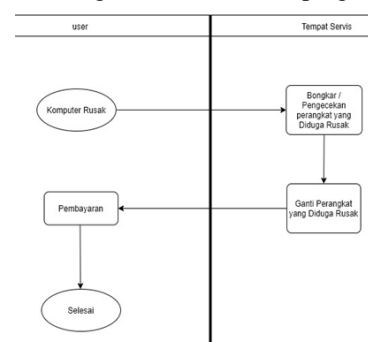 user
Tempat Servis
Komputer Rusak
Bongkar /
Pengecekan
perangkat yang
Diduga Rusak
Pembayaran
Ganti Perangkat
yang Diduga Rusak
Selesai